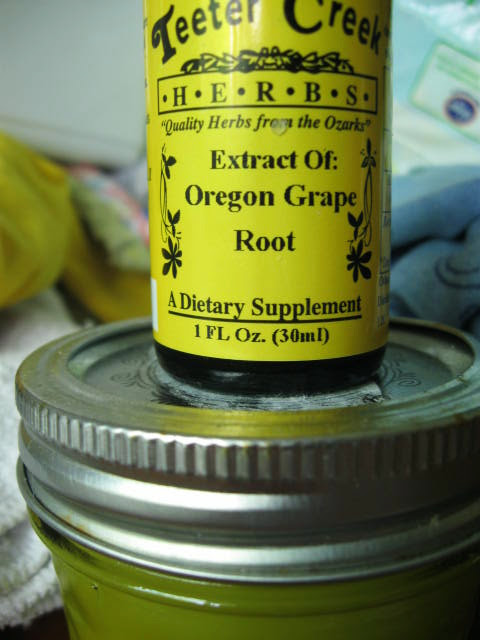 Teeter Creek
H·E·R·B·S
"Quality Herbs from the Ozarks"
Extract Of:
Oregon Grape
Root
A Dietary Supplement
1 FL Oz. (30ml)